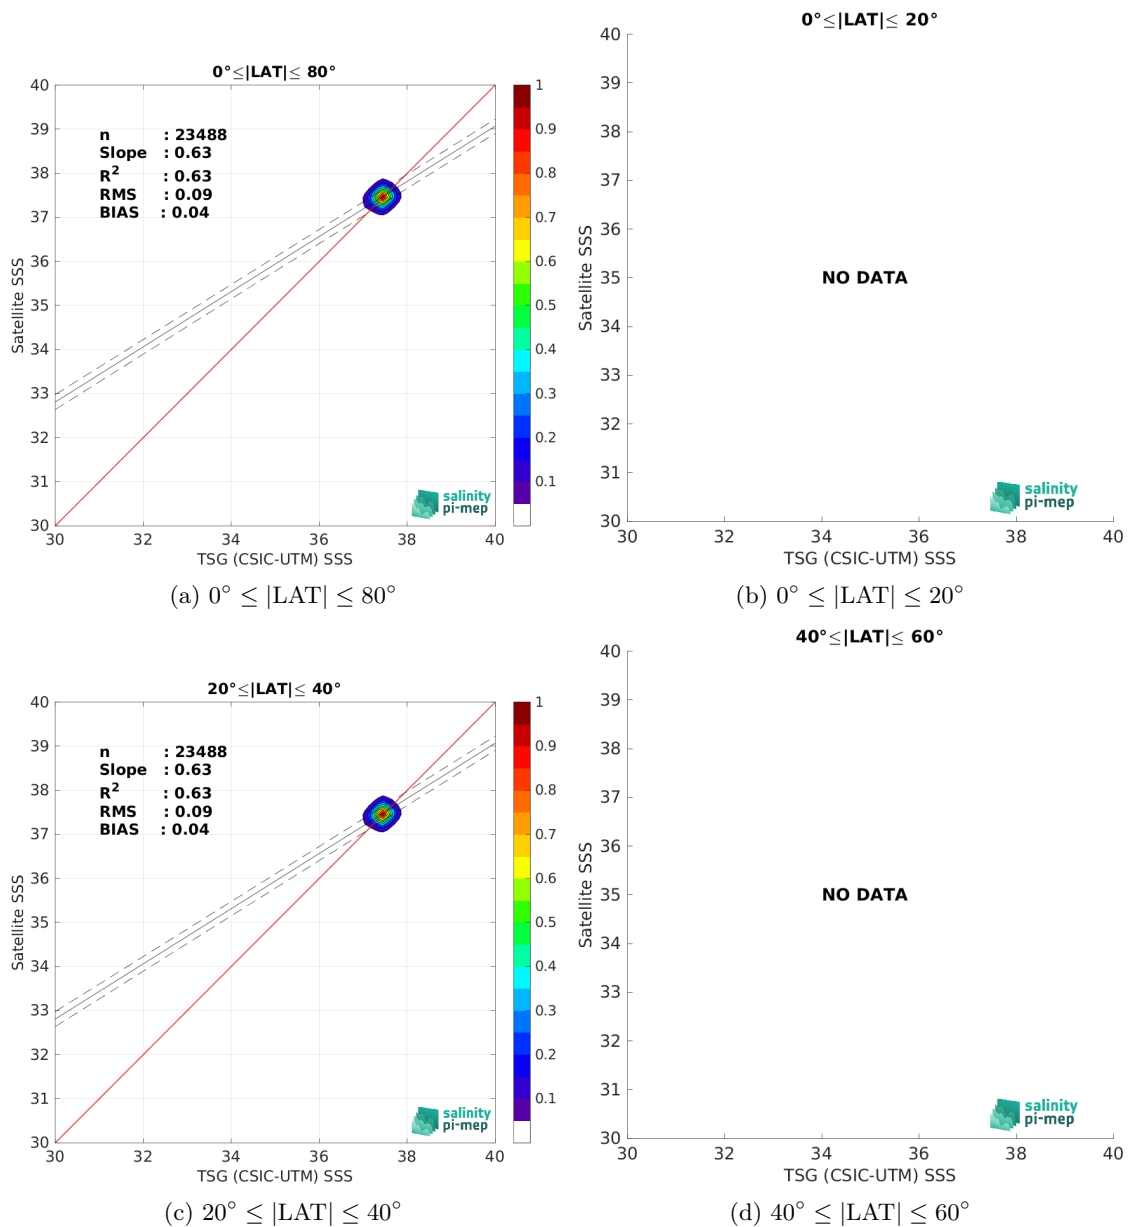 0°≤|LAT|≤ 80°
40
39
38
37
36
35
34
33
32
31
30
30 32 34 36 38 40
Satellite SSS
TSG (CSIC-UTM) SSS
n : 23488
Slope : 0.63
R² : 0.63
RMS : 0.09
BIAS : 0.04
1
0.9
0.8
0.7
0.6
0.5
0.4
0.3
0.2
0.1
salinity
pi-mep
(a) 0° ≤ |LAT| ≤ 80°
0°≤|LAT|≤ 20°
40
39
38
37
36
35
34
33
32
31
30
30 32 34 36 38 40
Satellite SSS
TSG (CSIC-UTM) SSS
NO DATA
salinity
pi-mep
(b) 0° ≤ |LAT| ≤ 20°
20°≤|LAT|≤ 40°
40
39
38
37
36
35
34
33
32
31
30
30 32 34 36 38 40
Satellite SSS
TSG (CSIC-UTM) SSS
n : 23488
Slope : 0.63
R² : 0.63
RMS : 0.09
BIAS : 0.04
1
0.9
0.8
0.7
0.6
0.5
0.4
0.3
0.2
0.1
salinity
pi-mep
(c) 20° ≤ |LAT| ≤ 40°
40°≤|LAT|≤ 60°
40
39
38
37
36
35
34
33
32
31
30
30 32 34 36 38 40
Satellite SSS
TSG (CSIC-UTM) SSS
NO DATA
salinity
pi-mep
(d) 40° ≤ |LAT| ≤ 60°